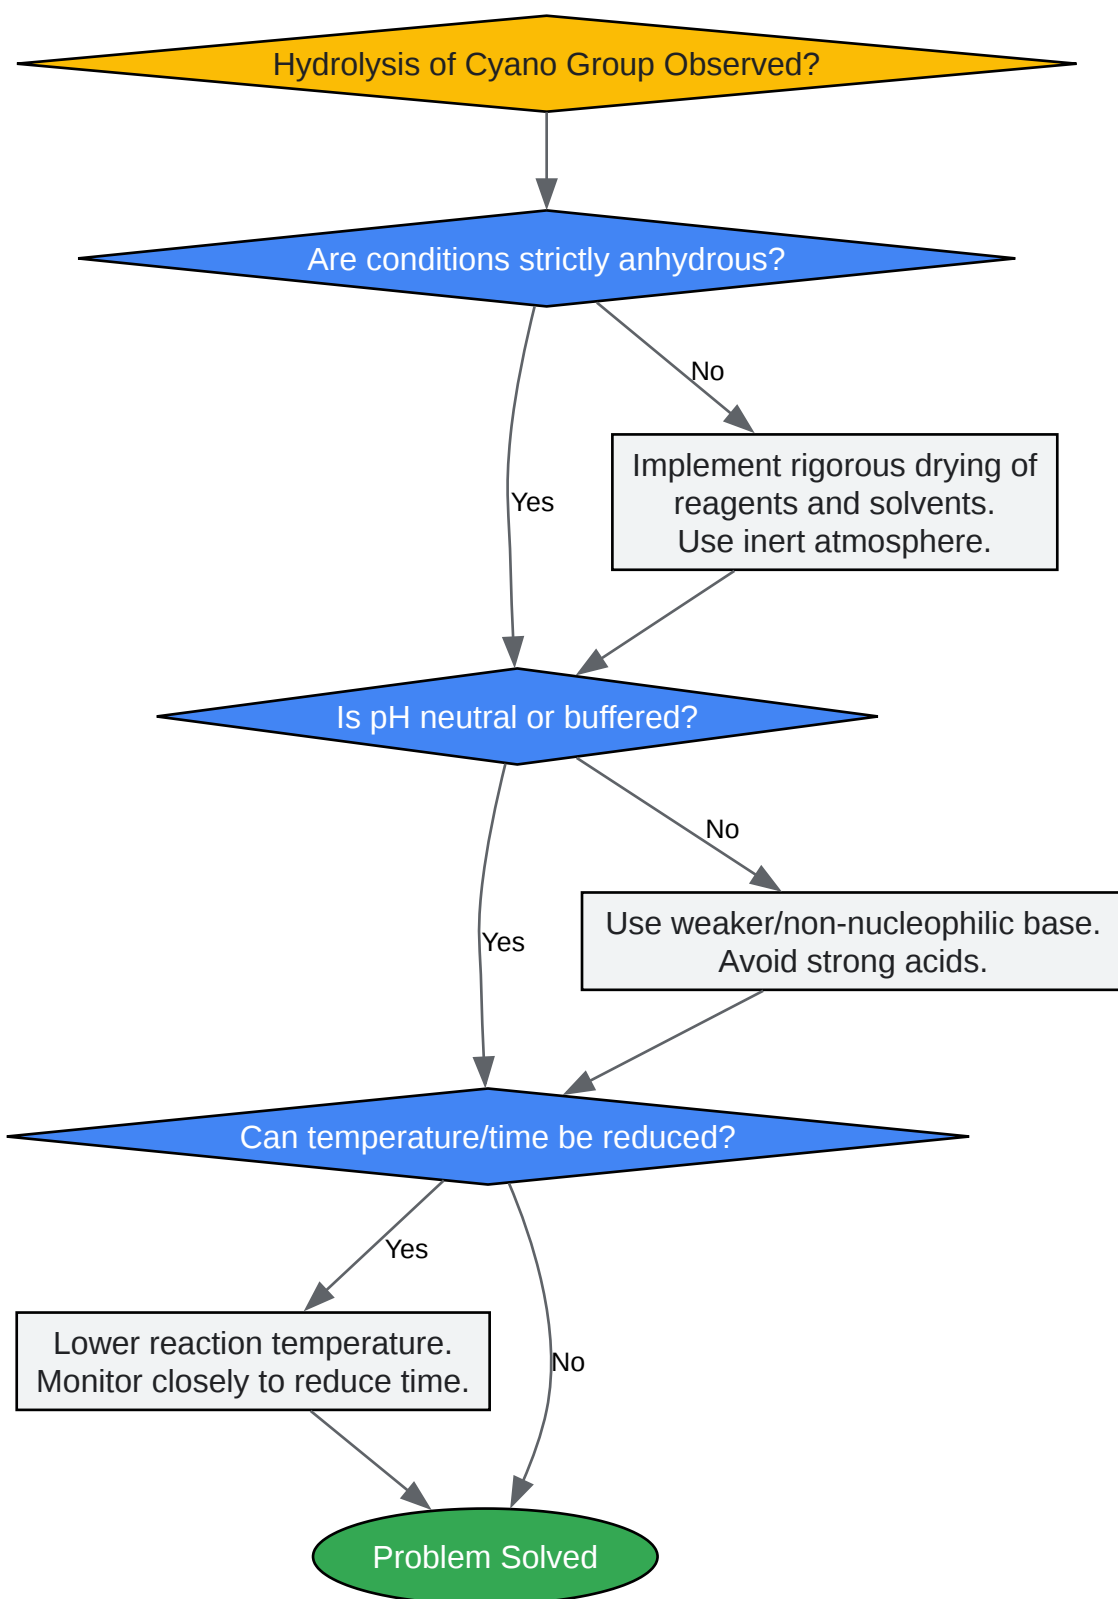 Hydrolysis of Cyano Group Observed?
Are conditions strictly anhydrous?
No
Implement rigorous drying of
reagents and solvents.
Use inert atmosphere.
Yes
Is pH neutral or buffered?
No
Use weaker/non-nucleophilic base.
Avoid strong acids.
Yes
Can temperature/time be reduced?
Yes
Lower reaction temperature.
Monitor closely to reduce time.
No
Problem Solved